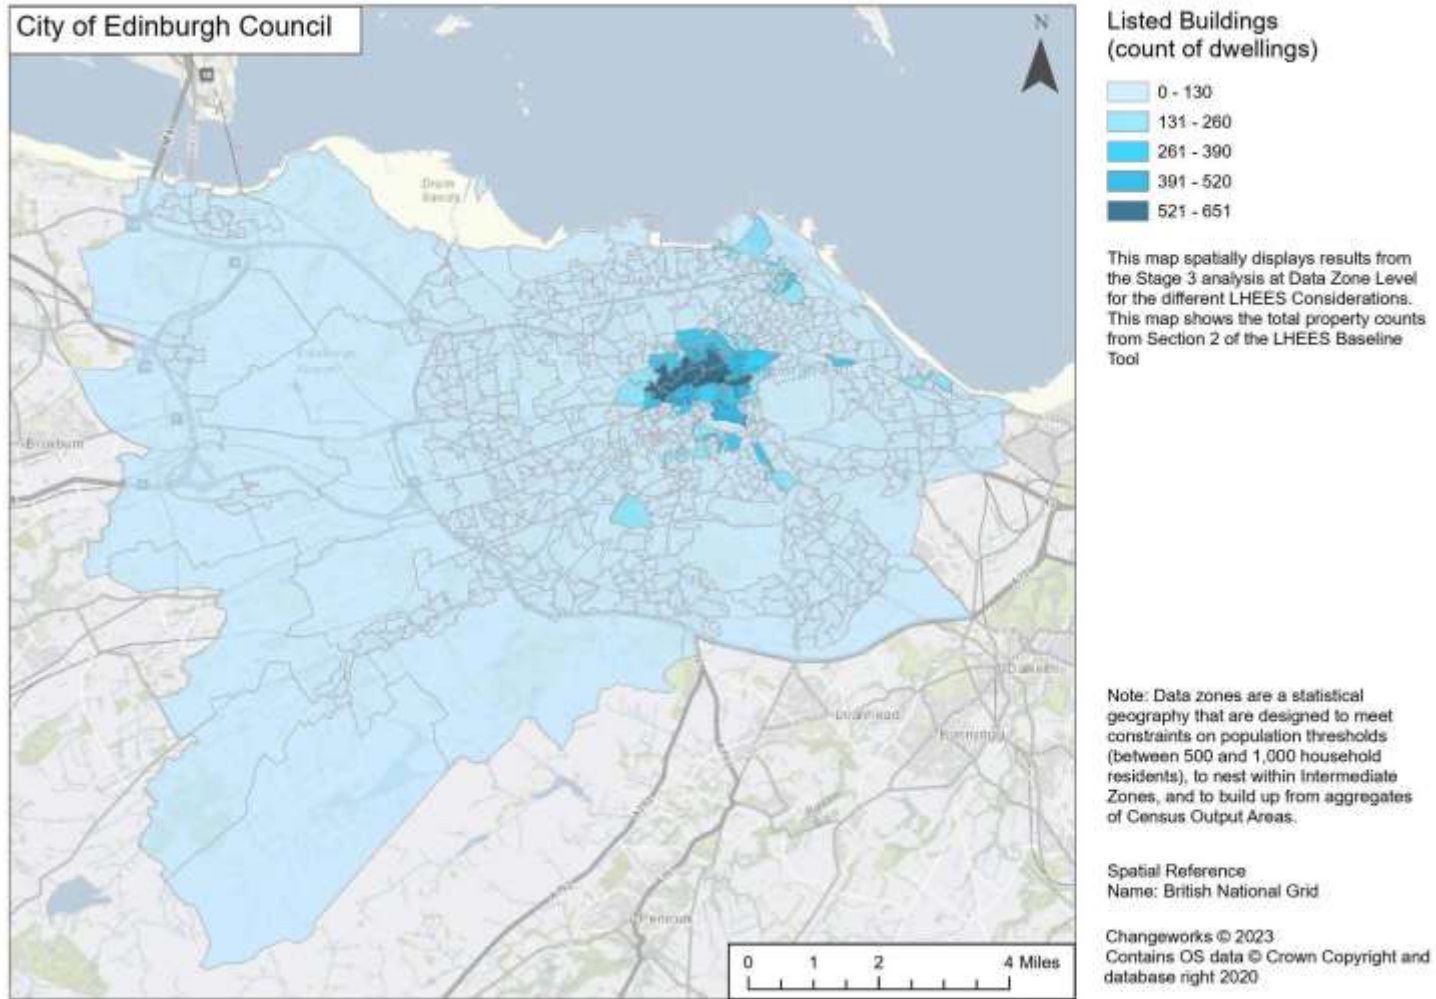 City of Edinburgh Council
N
Drum
Sands
Edinburgh
Broxburn
Dalkeith
Loanhead
Bonnyrigg
Penicuik
0 1 2 4 Miles
Listed Buildings
(count of dwellings)
0 - 130
131 - 260
261 - 390
391 - 520
521 - 651
This map spatially displays results from
the Stage 3 analysis at Data Zone Level
for the different LHEES Considerations.
This map shows the total property counts
from Section 2 of the LHEES Baseline
Tool
Note: Data zones are a statistical
geography that are designed to meet
constraints on population thresholds
(between 500 and 1,000 household
residents), to nest within Intermediate
Zones, and to build up from aggregates
of Census Output Areas.
Spatial Reference
Name: British National Grid
Changeworks © 2023
Contains OS data © Crown Copyright and
database right 2020